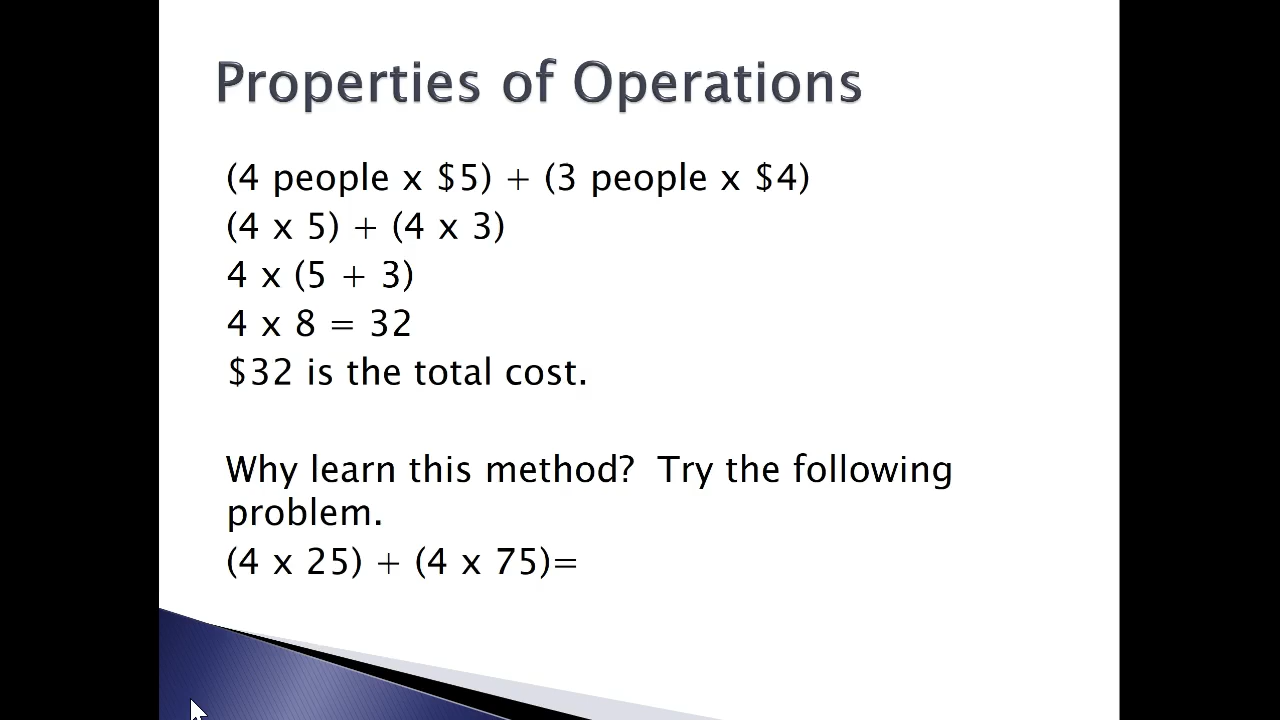 Properties of Operations
(4 people x $5) + (3 people x $4)
(4 x 5) + (4 x 3)
4 x (5 + 3)
4 x 8 = 32
$32 is the total cost.
Why learn this method?  Try the following
problem.
(4 x 25) + (4 x 75)=